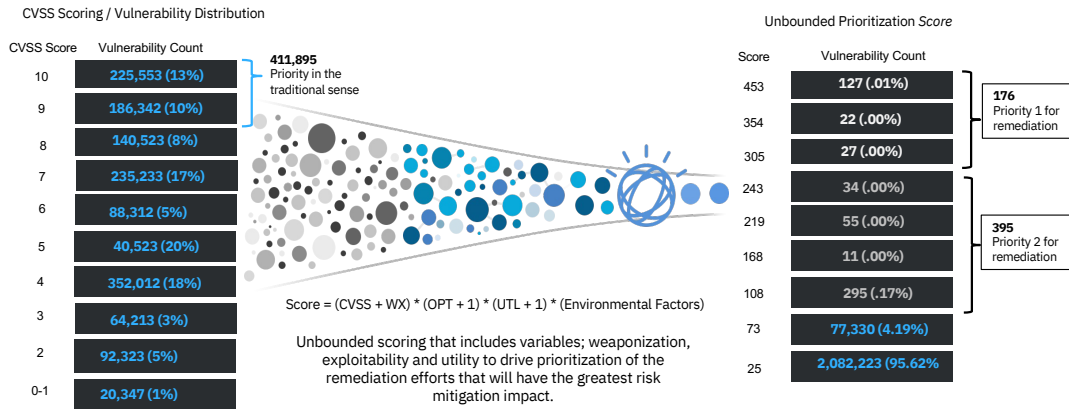 CVSS Scoring / Vulnerability Distribution
CVSS Score
Vulnerability Count
10
225,553 (13%)
9
186,342 (10%)
8
140,523 (8%)
7
235,233 (17%)
6
88,312 (5%)
5
40,523 (20%)
4
352,012 (18%)
3
64,213 (3%)
2
92,323 (5%)
0-1
20,347 (1%)
411,895
Priority in the
traditional sense
Score = (CVSS + WX) * (OPT + 1) * (UTL + 1) * (Environmental Factors)
Unbounded scoring that includes variables; weaponization,
exploitability and utility to drive prioritization of the
remediation efforts that will have the greatest risk
mitigation impact.
Unbounded Prioritization Score
Score
Vulnerability Count
453
127 (.01%)
354
22 (.00%)
305
27 (.00%)
243
34 (.00%)
219
55 (.00%)
168
11 (.00%)
108
295 (.17%)
73
77,330 (4.19%)
25
2,082,223 (95.62%
176
Priority 1 for
remediation
395
Priority 2 for
remediation